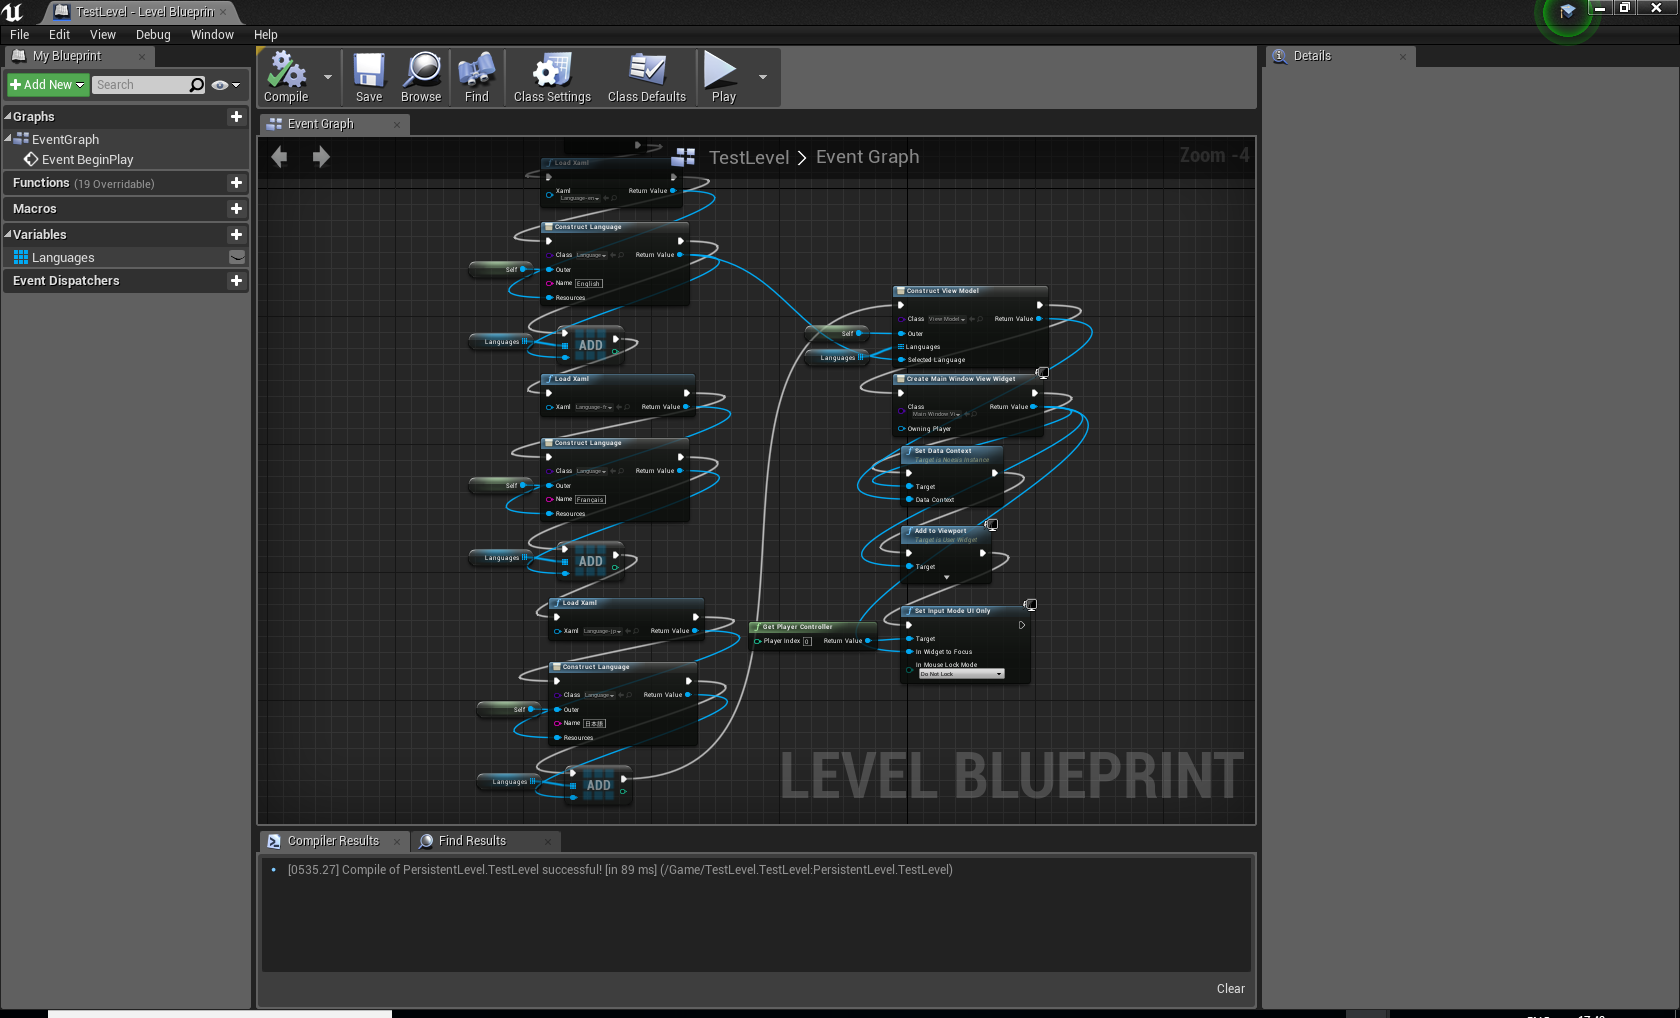 TestLevel - Level Blueprint
File Edit View Debug Window Help
My Blueprint
Add New
Search
Graphs
EventGraph
Event BeginPlay
Functions (19 Overridable)
Macros
Variables
Languages
Event Dispatchers
Compile
Save
Browse
Find
Class Settings
Class Defaults
Play
Event Graph
TestLevel > Event Graph
Zoom -4
Load Xaml
Xaml
Language-en
Return Value
Construct Language
Class Language Return Value
Self
Outer
Name English
Resources
Languages
ADD
Load Xaml
Xaml Language-fr Return Value
Construct Language
Class Language Return Value
Self
Outer
Name Français
Resources
Languages
ADD
Load Xaml
Xaml Language-jp Return Value
Construct Language
Class Language Return Value
Self
Outer
Name 日本語
Resources
Languages
ADD
Construct View Model
Class View Model Return Value
Self
Outer
Languages
Languages
Selected Language
Create Main Window View Widget
Class
Main Window Vi
Return Value
Owning Player
Set Data Context
Target is Noesis Instance
Target
Data Context
Add to Viewport
Target is User Widget
Target
Get Player Controller
Player Index 0 Return Value
Set Input Mode UI Only
Target
In Widget to Focus
In Mouse Lock Mode
Do Not Lock
LEVEL BLUEPRINT
Compiler Results
Find Results
[0535.27] Compile of PersistentLevel.TestLevel successful! [in 89 ms] (/Game/TestLevel.TestLevel:PersistentLevel.TestLevel)
Clear
Details